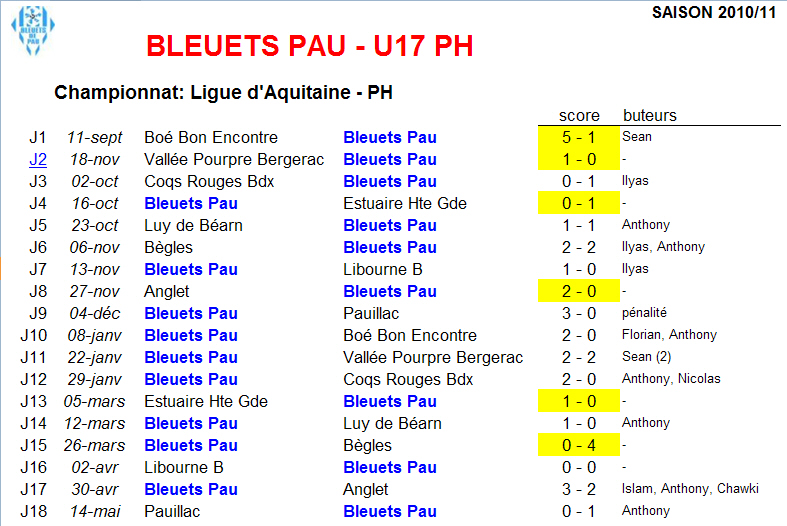 BLEUETS
DE
PAU
SAISON 2010/11
BLEUETS PAU - U17 PH
Championnat: Ligue d'Aquitaine - PH
score buteurs
J1 11-sept Boé Bon Encontre Bleuets Pau 5 - 1 Sean
J2 18-nov Vallée Pourpre Bergerac Bleuets Pau 1 - 0 -
J3 02-oct Coqs Rouges Bdx Bleuets Pau 0 - 1 Ilyas
J4 16-oct Bleuets Pau Estuaire Hte Gde 0 - 1 -
J5 23-oct Luy de Béarn Bleuets Pau 1 - 1 Anthony
J6 06-nov Bègles Bleuets Pau 2 - 2 Ilyas, Anthony
J7 13-nov Bleuets Pau Libourne B 1 - 0 Ilyas
J8 27-nov Anglet Bleuets Pau 2 - 0 -
J9 04-déc Bleuets Pau Pauillac 3 - 0 pénalité
J10 08-janv Bleuets Pau Boé Bon Encontre 2 - 0 Florian, Anthony
J11 22-janv Bleuets Pau Vallée Pourpre Bergerac 2 - 2 Sean (2)
J12 29-janv Bleuets Pau Coqs Rouges Bdx 2 - 0 Anthony, Nicolas
J13 05-mars Estuaire Hte Gde Bleuets Pau 1 - 0 -
J14 12-mars Bleuets Pau Luy de Béarn 1 - 0 Anthony
J15 26-mars Bleuets Pau Bègles 0 - 4 -
J16 02-avr Libourne B Bleuets Pau 0 - 0 -
J17 30-avr Bleuets Pau Anglet 3 - 2 Islam, Anthony, Chawki
J18 14-mai Pauillac Bleuets Pau 0 - 1 Anthony